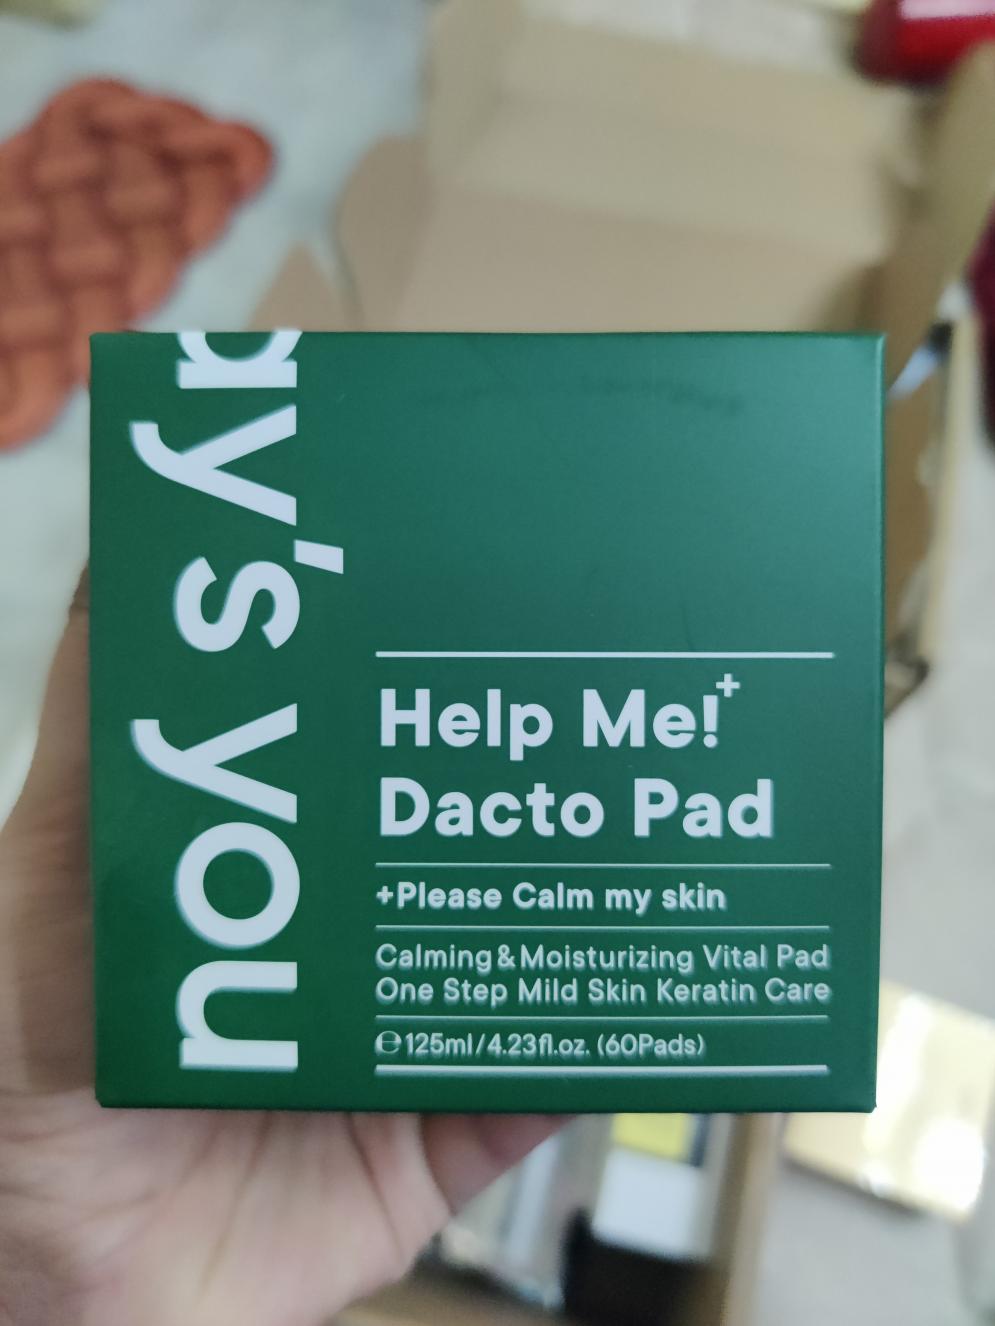 ay's you
Help Me!+
Dacto Pad
+Please Calm my skin
Calming & Moisturizing Vital Pad
One Step Mild Skin Keratin Care
℮ 125ml/4.23fl.oz. (60Pads)